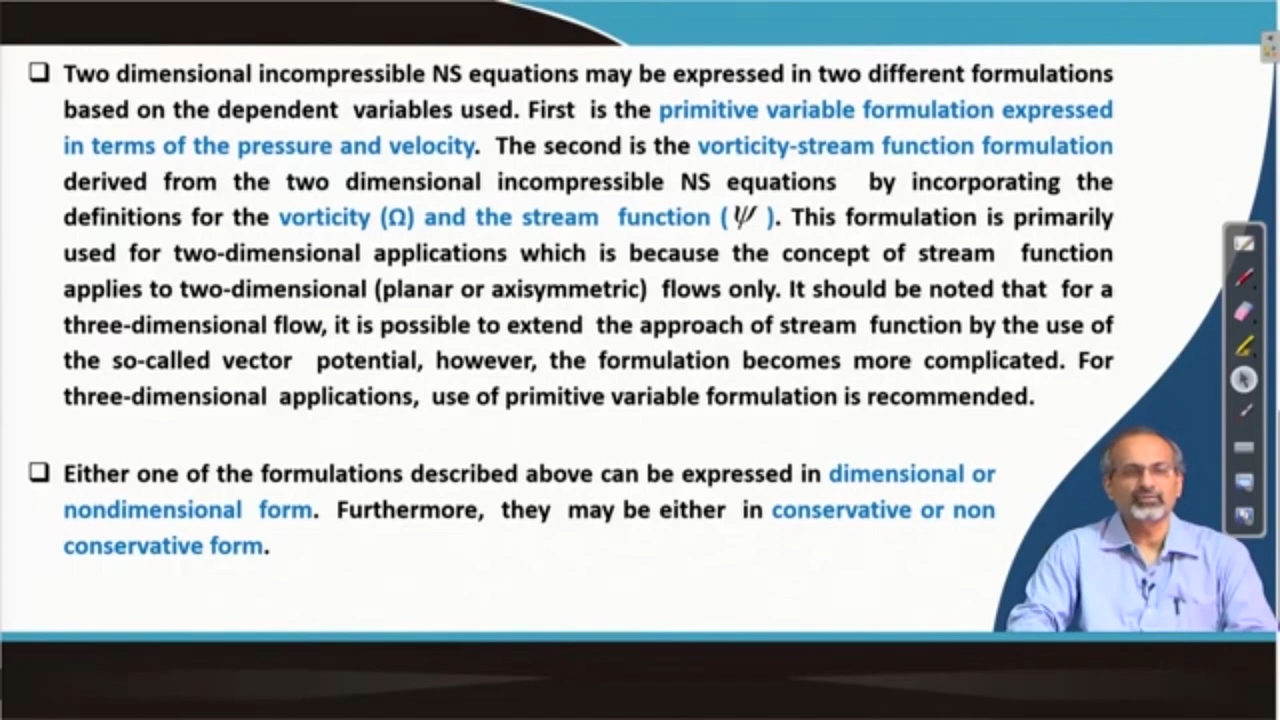 Two dimensional incompressible NS equations may be expressed in two different formulations
based on the dependent variables used. First is the primitive variable formulation expressed
in terms of the pressure and velocity. The second is the vorticity-stream function formulation
derived from the two dimensional incompressible NS equations by incorporating the
definitions for the vorticity (Ω) and the stream function (ψ ). This formulation is primarily
used for two-dimensional applications which is because the concept of stream function
applies to two-dimensional (planar or axisymmetric) flows only. It should be noted that for a
three-dimensional flow, it is possible to extend the approach of stream function by the use of
the so-called vector potential, however, the formulation becomes more complicated. For
three-dimensional applications, use of primitive variable formulation is recommended.
Either one of the formulations described above can be expressed in dimensional or
nondimensional form. Furthermore, they may be either in conservative or non
conservative form.